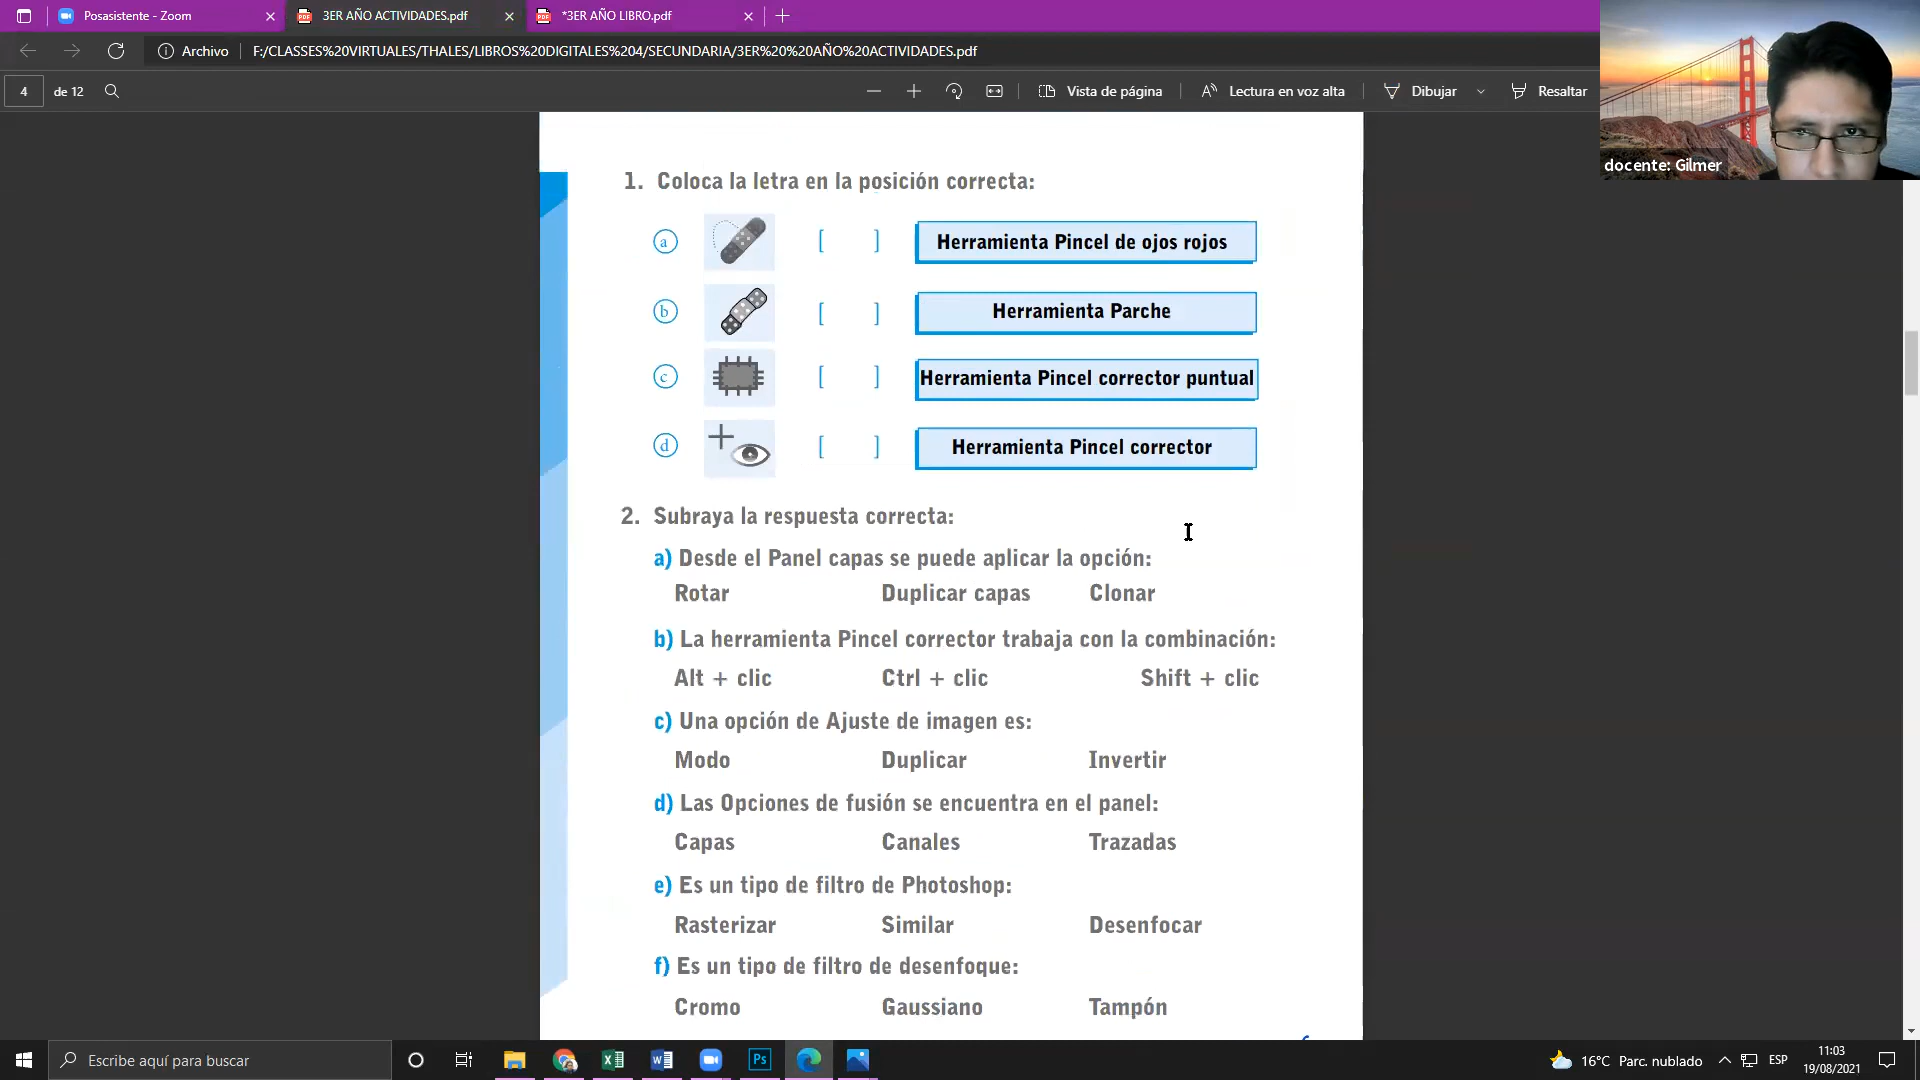 Posasistente - Zoom
3ER AÑO ACTIVIDADES.pdf
*3ER AÑO LIBRO.pdf
Archivo
F:/CLASSES%20VIRTUALES/THALES/LIBROS%20DIGITALES%204/SECUNDARIA/3ER%20%20AÑO%20ACTIVIDADES.pdf
4 de 12
Vista de página
Lectura en voz alta
Dibujar
Resaltar
docente: Gilmer
1. Coloca la letra en la posición correcta:
a [ ] Herramienta Pincel de ojos rojos
b [ ] Herramienta Parche
c [ ] Herramienta Pincel corrector puntual
d [ ] Herramienta Pincel corrector
2. Subraya la respuesta correcta:
a) Desde el Panel capas se puede aplicar la opción:
Rotar Duplicar capas Clonar
b) La herramienta Pincel corrector trabaja con la combinación:
Alt + clic Ctrl + clic Shift + clic
c) Una opción de Ajuste de imagen es:
Modo Duplicar Invertir
d) Las Opciones de fusión se encuentra en el panel:
Capas Canales Trazadas
e) Es un tipo de filtro de Photoshop:
Rasterizar Similar Desenfocar
f) Es un tipo de filtro de desenfoque:
Cromo Gaussiano Tampón
Escribe aquí para buscar
Ps
16°C Parc. nublado
ESP
11:03
19/08/2021